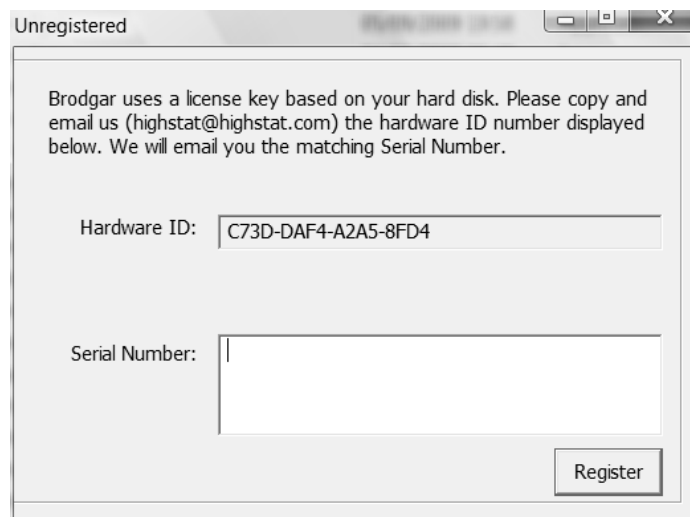 Unregistered
Brodgar uses a license key based on your hard disk. Please copy and
email us (highstat@highstat.com) the hardware ID number displayed
below. We will email you the matching Serial Number.
Hardware ID: C73D-DAF4-A2A5-8FD4
Serial Number:
Register